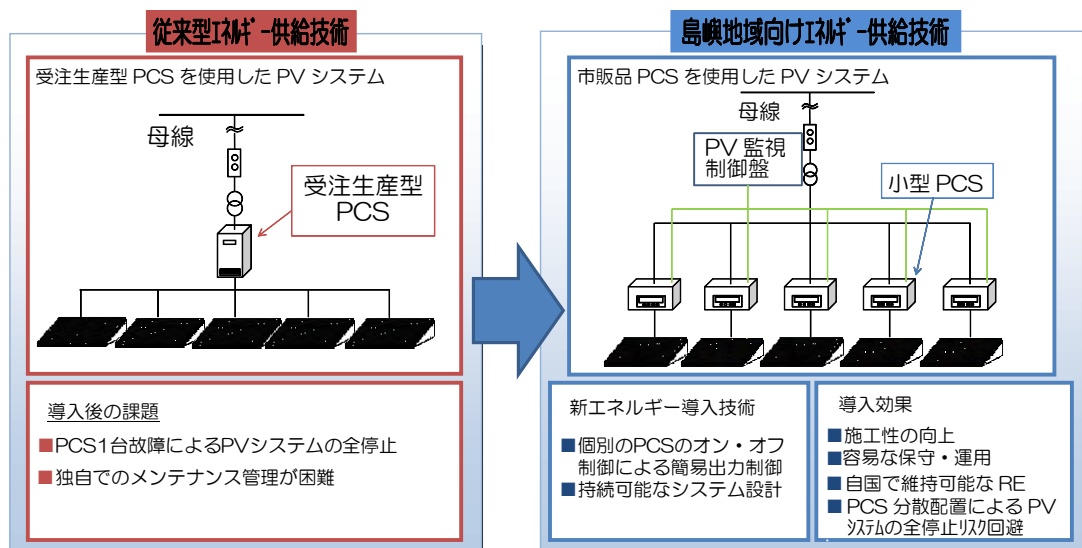 従来型ｴﾈﾙｷﾞｰ供給技術
受注生産型 PCS を使用した PV システム
母線
受注生産型
PCS
導入後の課題
■PCS1台故障によるPVシステムの全停止
■独自でのメンテナンス管理が困難
島嶼地域向けｴﾈﾙｷﾞｰ供給技術
市販品 PCS を使用した PV システム
母線
PV 監視
制御盤
小型 PCS
新エネルギー導入技術
■個別のPCSのオン・オフ
制御による簡易出力制御
■持続可能なシステム設計
導入効果
■施工性の向上
■容易な保守・運用
■自国で維持可能な RE
■PCS 分散配置による PV
ｼｽﾃﾑの全停止ﾘｽｸ回避